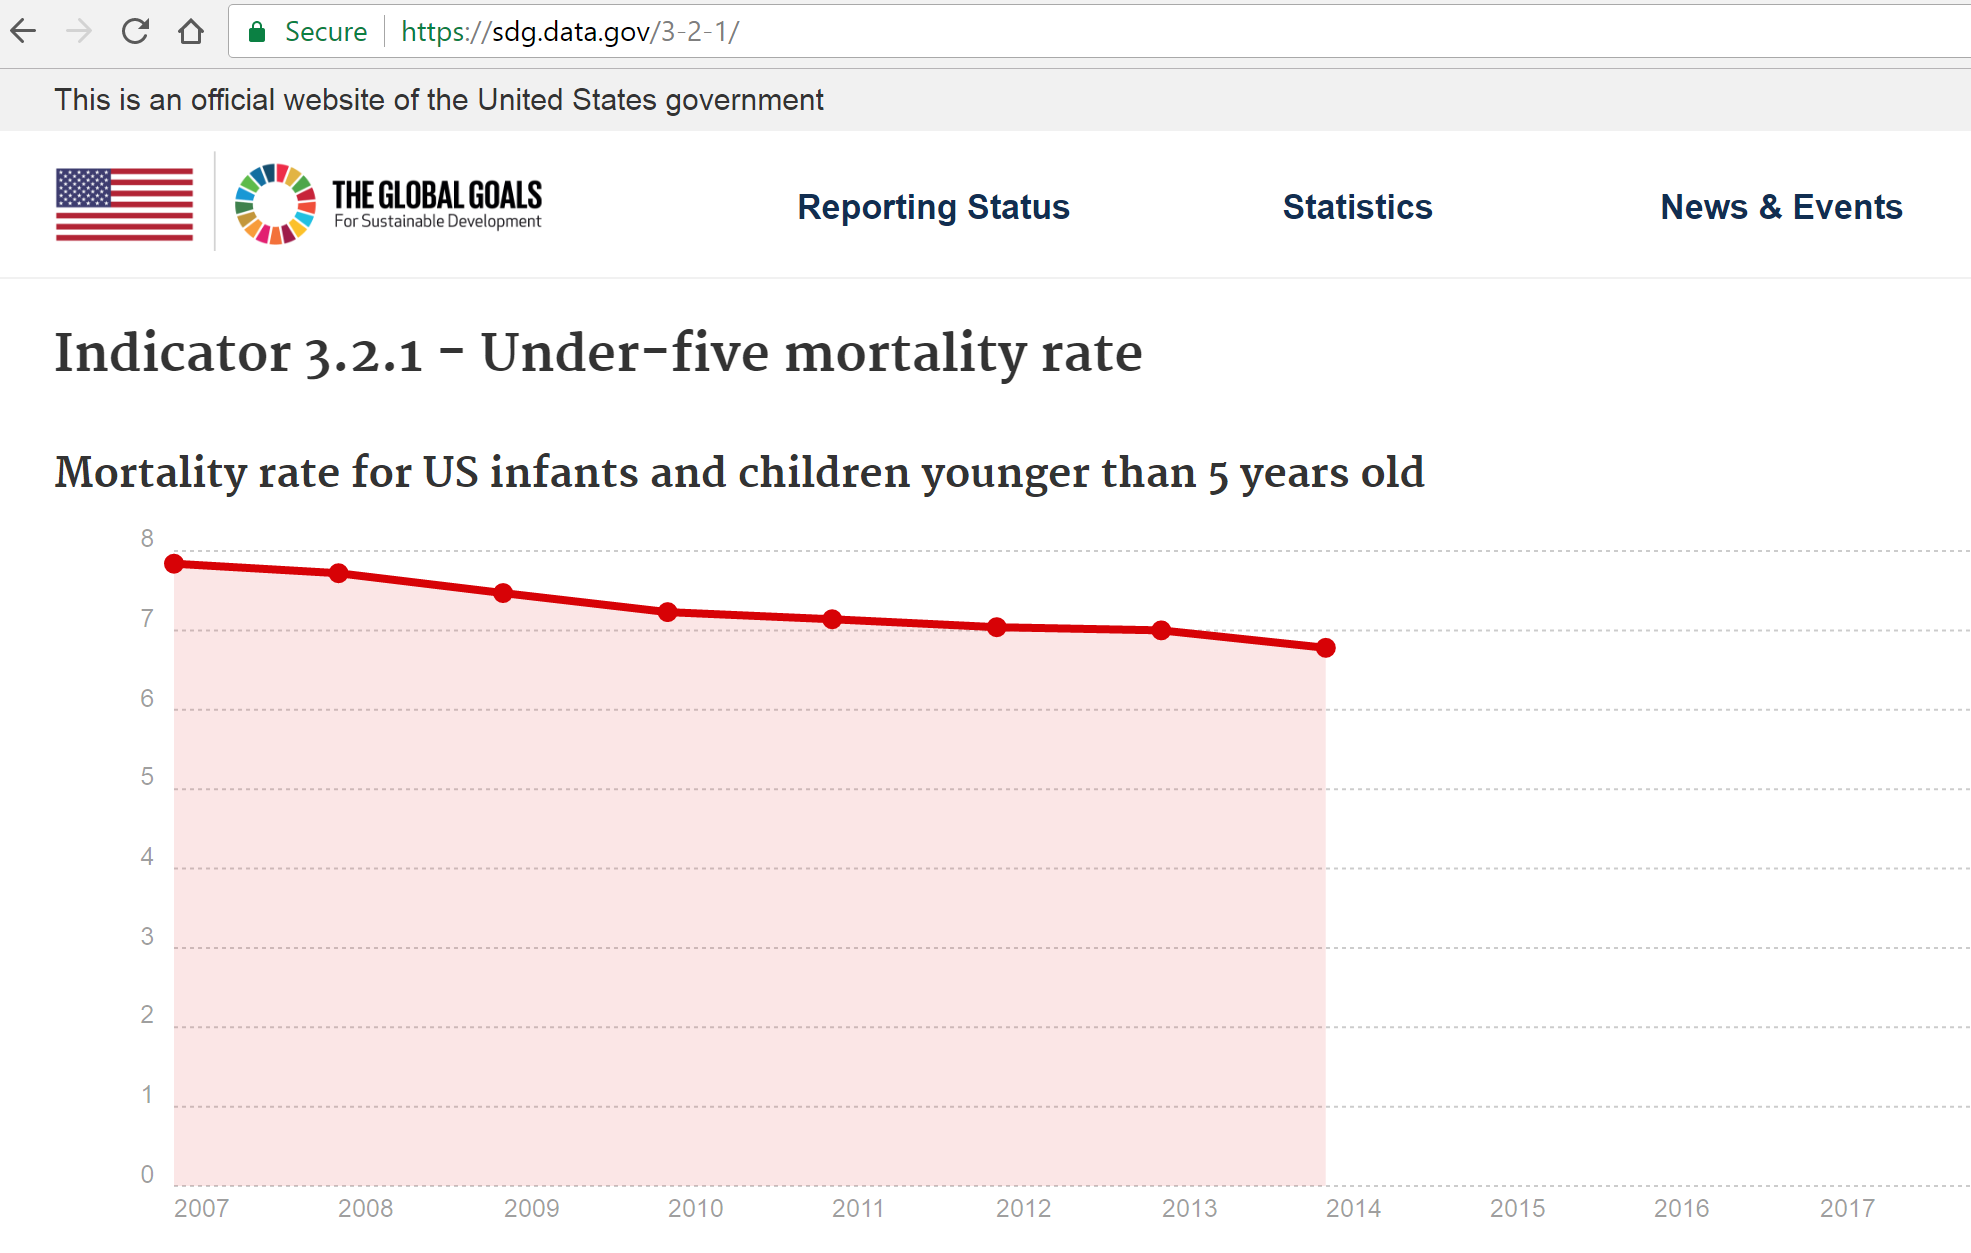 Secure https://sdg.data.gov/3-2-1/
This is an official website of the United States government
THE GLOBAL GOALS
For Sustainable Development
Reporting Status Statistics News & Events
Indicator 3.2.1 - Under-five mortality rate
Mortality rate for US infants and children younger than 5 years old
8
7
6
5
4
3
2
1
0
2007 2008 2009 2010 2011 2012 2013 2014 2015 2016 2017